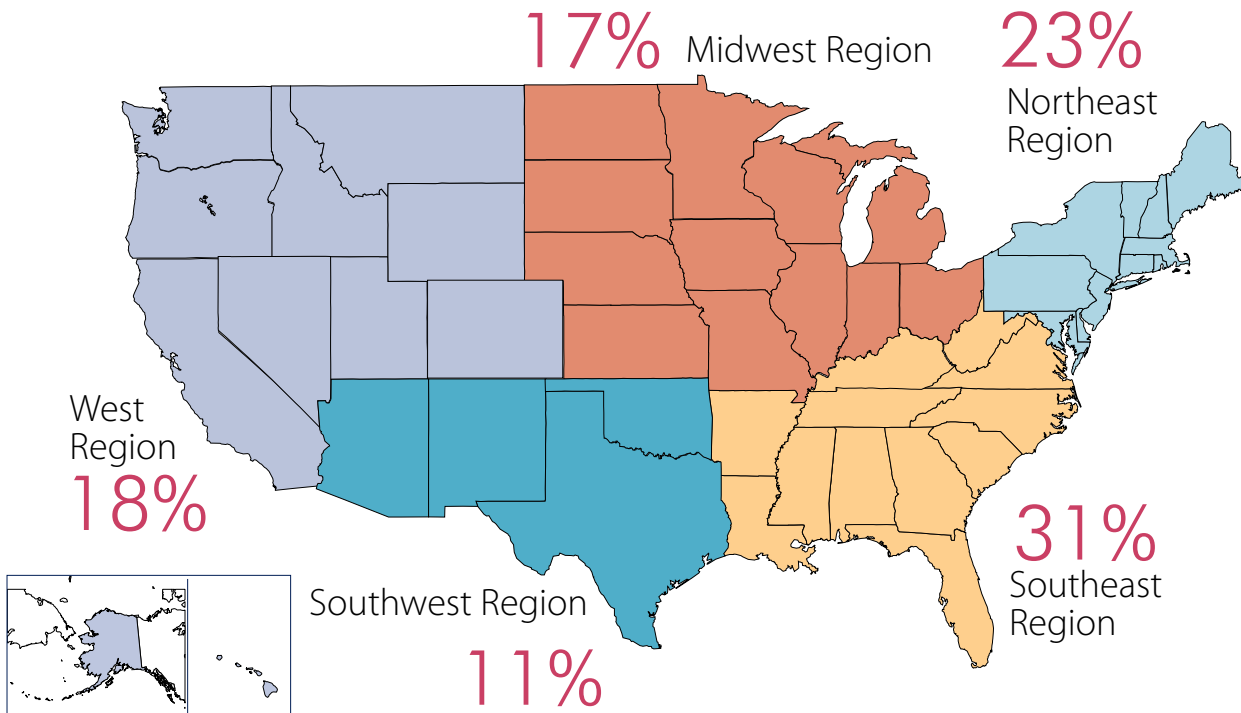 17% Midwest Region
23%
Northeast
Region
West
Region
18%
31%
Southeast
Region
Southwest Region
11%